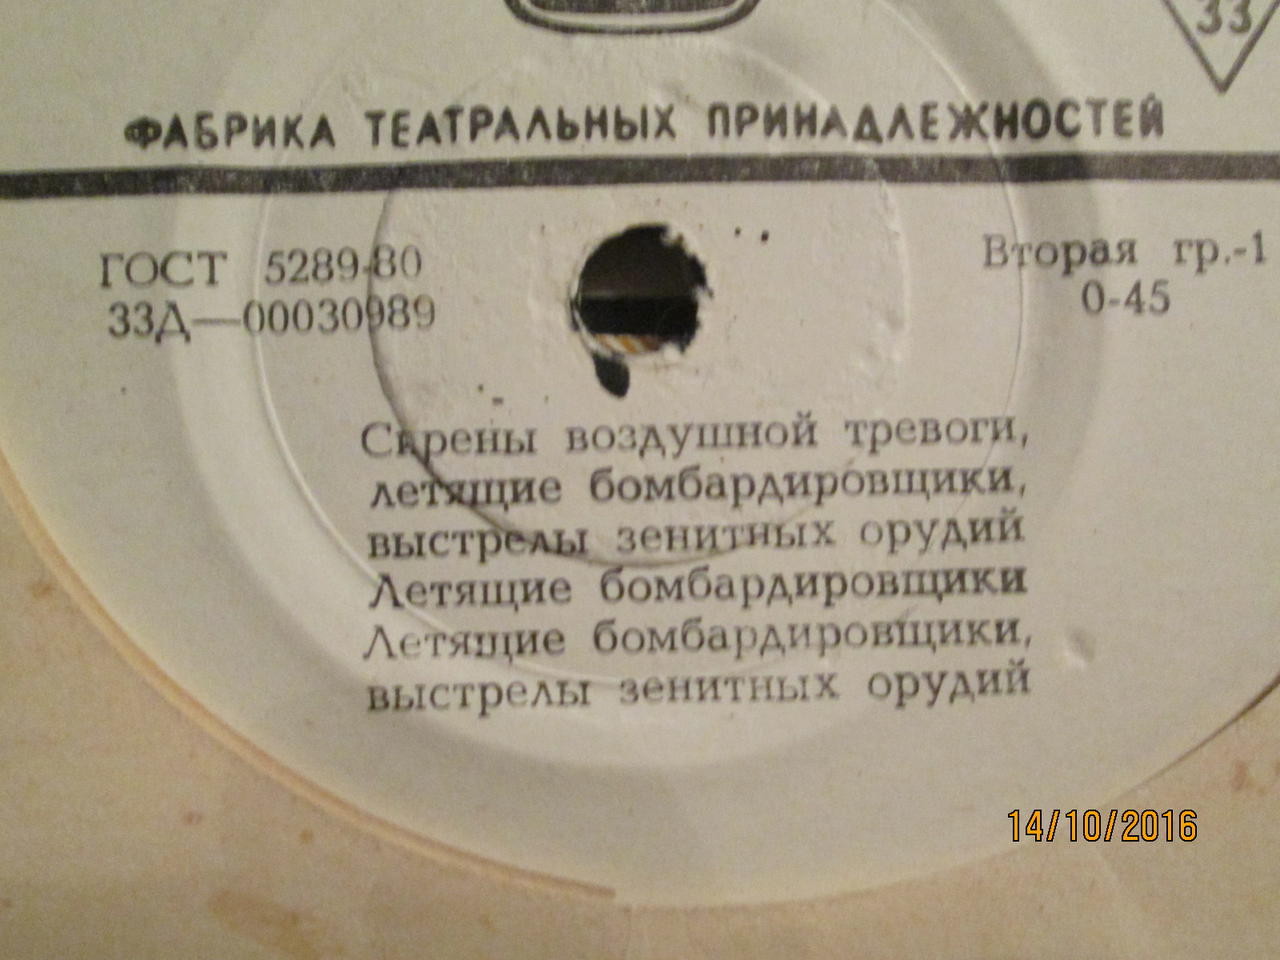 33
ФАБРИКА ТЕАТРАЛЬНЫХ ПРИНАДЛЕЖНОСТЕЙ
ГОСТ 5289-80
33Д—00030989
Вторая гр.-1
0-45
Сирены воздушной тревоги,
летящие бомбардировщики,
выстрелы зенитных орудий
Летящие бомбардировщики
Летящие бомбардировщики,
выстрелы зенитных орудий
14/10/2016